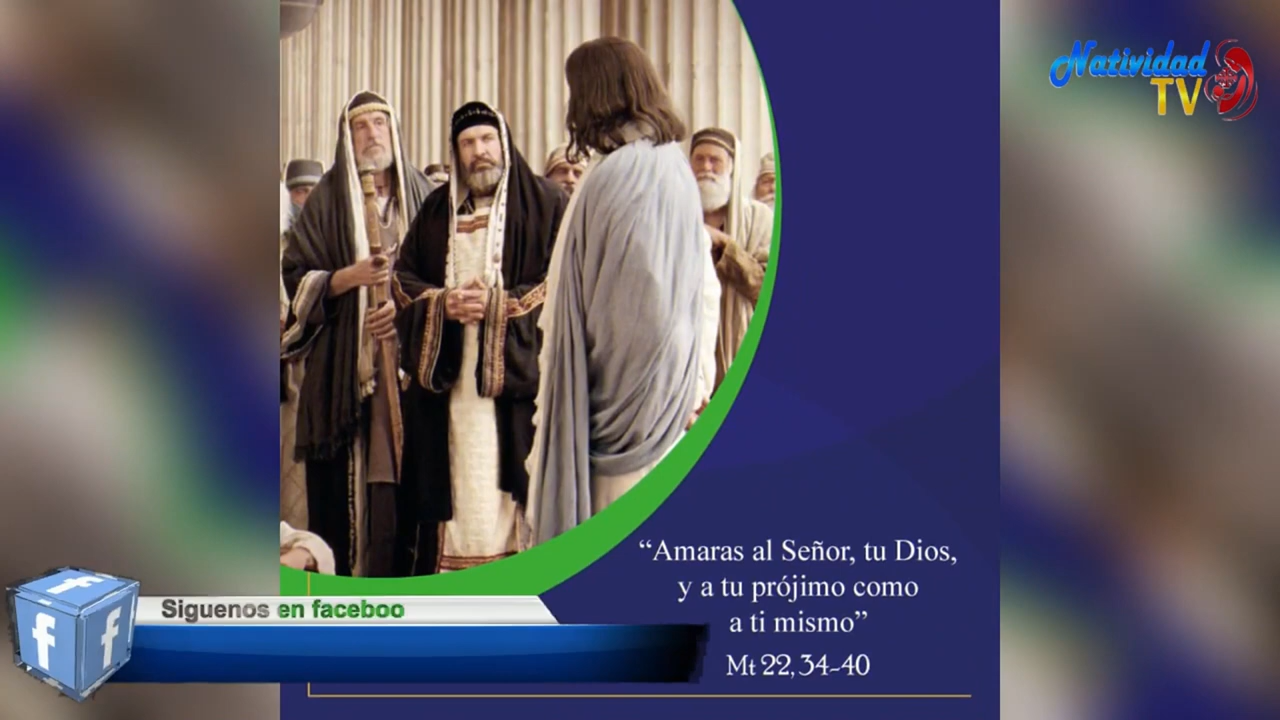 Natividad
TV
“Amaras al Señor, tu Dios,
y a tu prójimo como
a ti mismo”
Mt 22, 34-40
Siguenos en faceboo
f
f
f